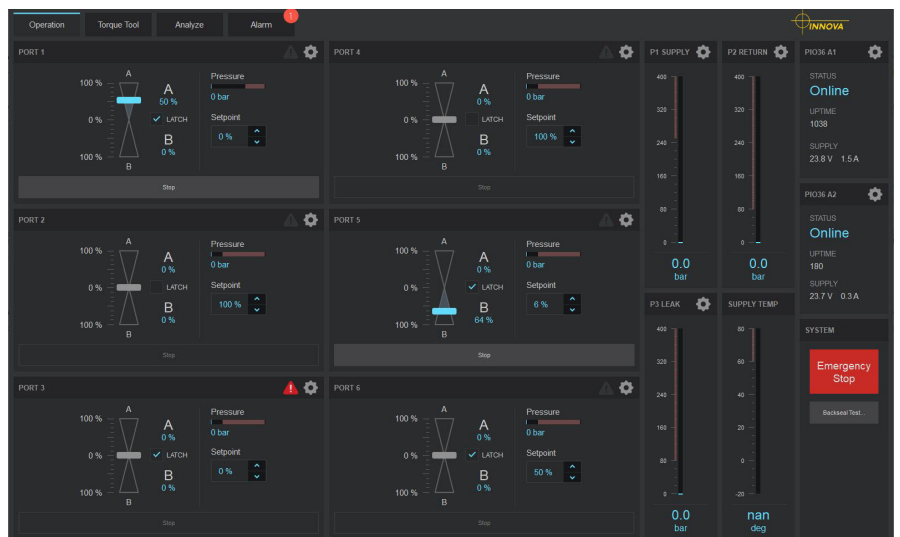 Operation Torque Tool Analyze Alarm 1
INNOVA
PORT 1
A
100 %
0 %
100 %
B
A
50 %
LATCH
B
0 %
Pressure
0 bar
Setpoint
0 %
Stop
PORT 4
A
100 %
0 %
100 %
B
A
0 %
LATCH
B
0 %
Pressure
0 bar
Setpoint
100 %
Stop
PORT 2
A
100 %
0 %
100 %
B
A
0 %
LATCH
B
0 %
Pressure
0 bar
Setpoint
100 %
Stop
PORT 5
A
100 %
0 %
100 %
B
A
0 %
LATCH
B
64 %
Pressure
0 bar
Setpoint
6 %
Stop
PORT 3
A
100 %
0 %
100 %
B
A
0 %
LATCH
B
0 %
Pressure
0 bar
Setpoint
0 %
Stop
PORT 6
A
100 %
0 %
100 %
B
A
0 %
LATCH
B
0 %
Pressure
0 bar
Setpoint
50 %
Stop
P1 SUPPLY
400
320
240
160
80
0
0.0
bar
P2 RETURN
400
320
240
160
80
0
0.0
bar
P3 LEAK
400
320
240
160
80
0
0.0
bar
SUPPLY TEMP
80
60
40
20
0
-20
nan
deg
PIO36 A1
STATUS
Online
UPTIME
1038
SUPPLY
23.8 V 1.5 A
PIO36 A2
STATUS
Online
UPTIME
180
SUPPLY
23.7 V 0.3 A
SYSTEM
Emergency
Stop
Backseal Test...